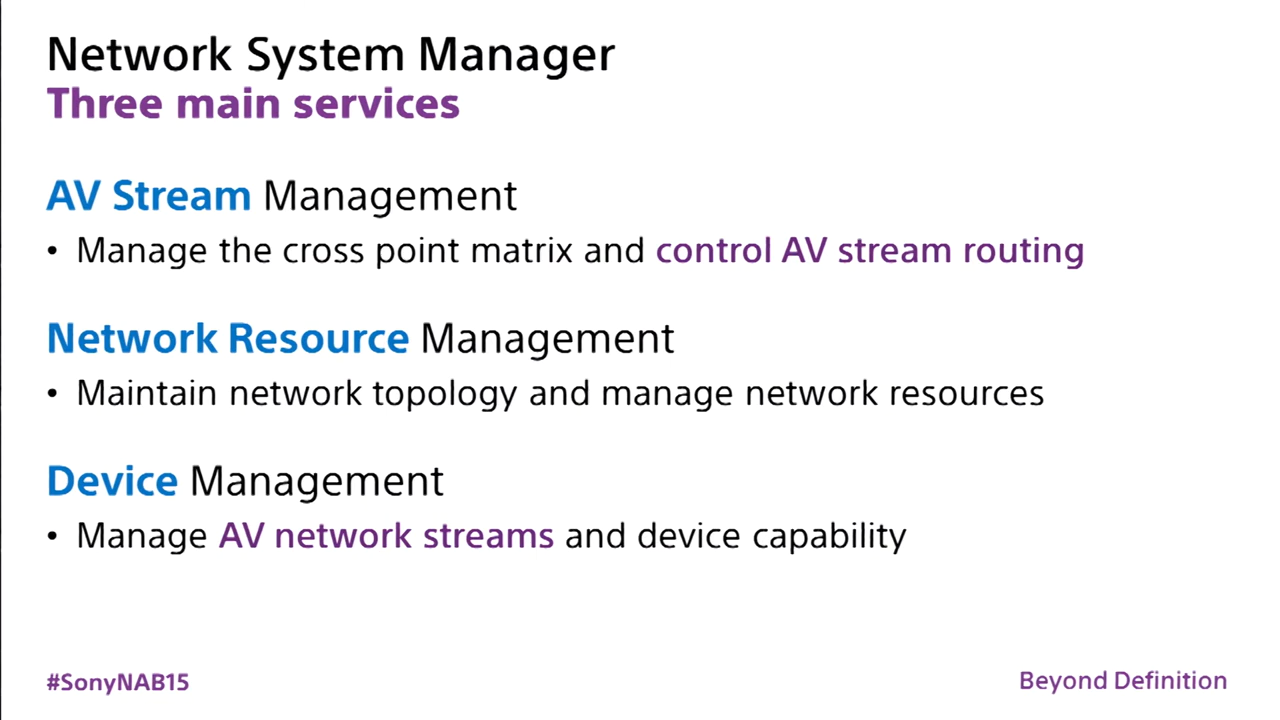 Network System Manager
Three main services
AV Stream Management
• Manage the cross point matrix and control AV stream routing
Network Resource Management
• Maintain network topology and manage network resources
Device Management
• Manage AV network streams and device capability
#SonyNAB15
Beyond Definition